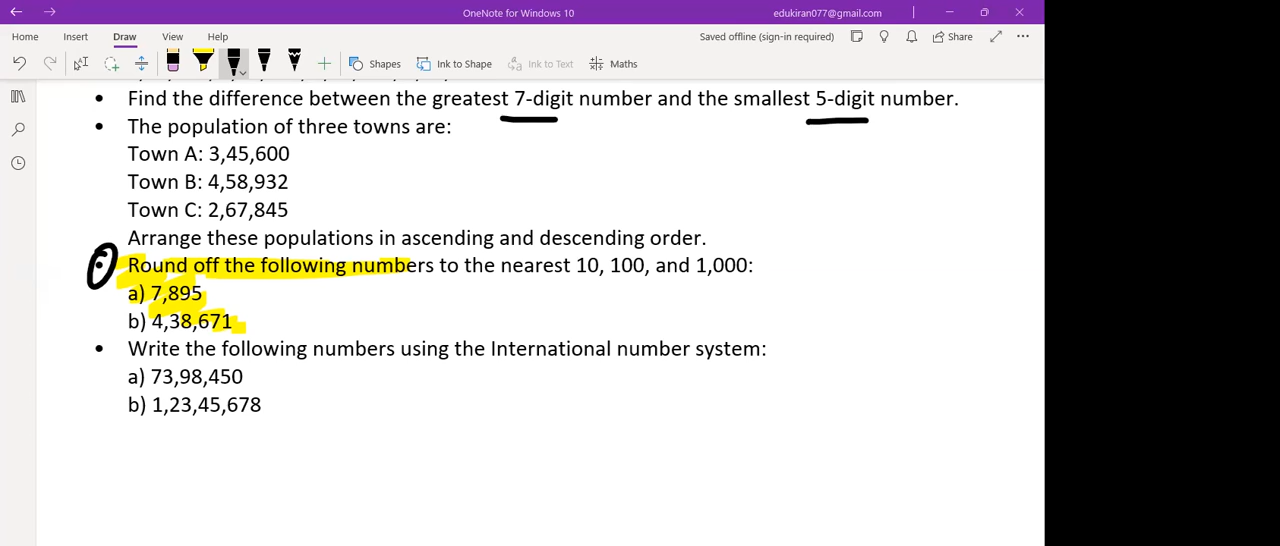 OneNote for Windows 10
edukiran077@gmail.com
Home Insert Draw View Help
Saved offline (sign-in required)
Share
Shapes
Ink to Shape
Ink to Text
Maths
• Find the difference between the greatest 7-digit number and the smallest 5-digit number.
• The population of three towns are:
Town A: 3,45,600
Town B: 4,58,932
Town C: 2,67,845
Arrange these populations in ascending and descending order.
Round off the following numbers to the nearest 10, 100, and 1,000:
a) 7,895
b) 4,38,671
• Write the following numbers using the International number system:
a) 73,98,450
b) 1,23,45,678